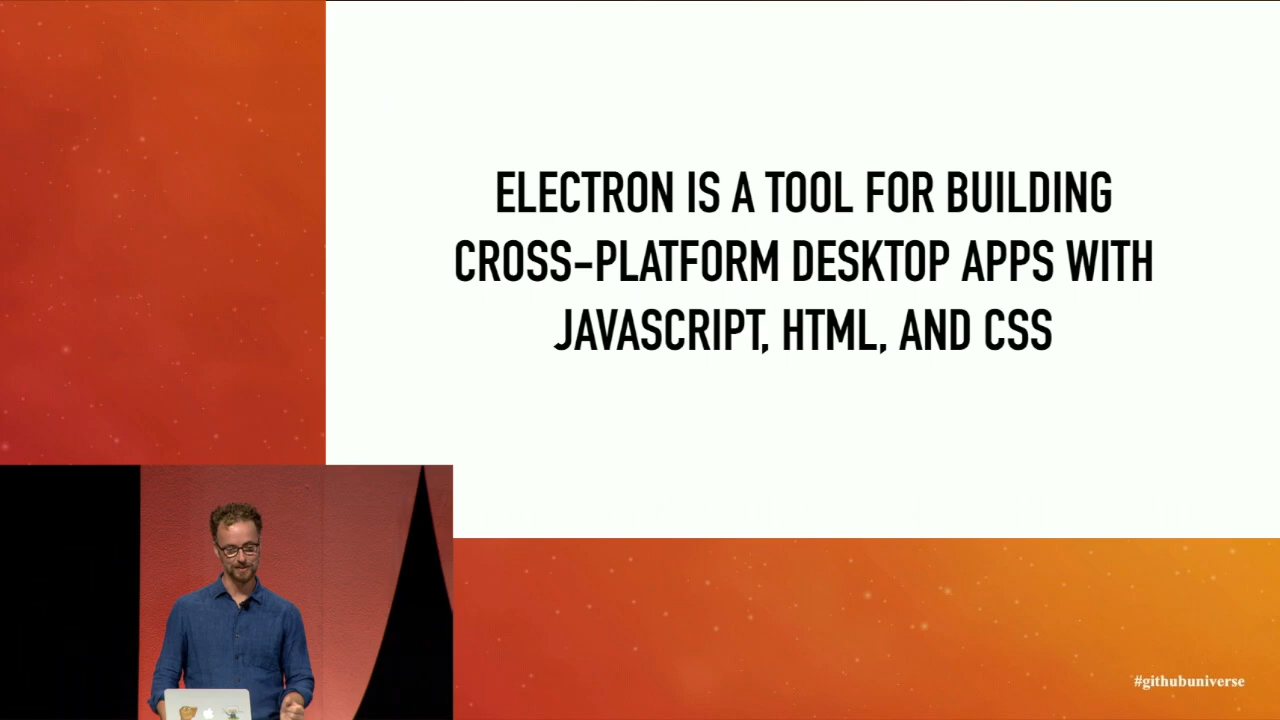 ELECTRON IS A TOOL FOR BUILDING
CROSS-PLATFORM DESKTOP APPS WITH
JAVASCRIPT, HTML, AND CSS
#githubuniverse